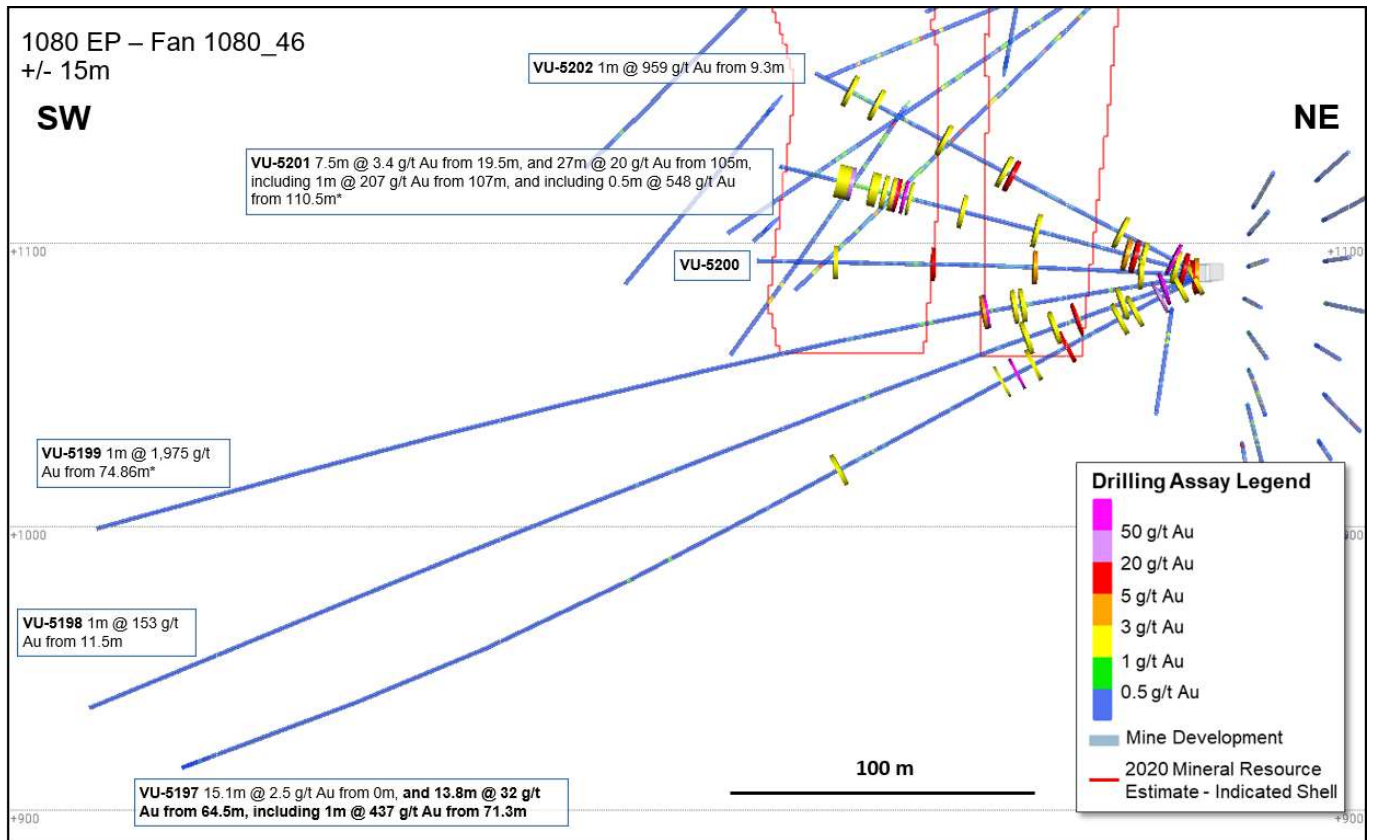 1080 EP – Fan 1080_46
+/- 15m
SW
NE
VU-5202 1m @ 959 g/t Au from 9.3m
VU-5201 7.5m @ 3.4 g/t Au from 19.5m, and 27m @ 20 g/t Au from 105m,
including 1m @ 207 g/t Au from 107m, and including 0.5m @ 548 g/t Au
from 110.5m*
+1100
+1100
VU-5200
VU-5199 1m @ 1,975 g/t
Au from 74.86m*
+1000
VU-5198 1m @ 153 g/t
Au from 11.5m
VU-5197 15.1m @ 2.5 g/t Au from 0m, and 13.8m @ 32 g/t
Au from 64.5m, including 1m @ 437 g/t Au from 71.3m
+900
100 m
Drilling Assay Legend
50 g/t Au
20 g/t Au
5 g/t Au
3 g/t Au
1 g/t Au
0.5 g/t Au
Mine Development
2020 Mineral Resource
Estimate - Indicated Shell